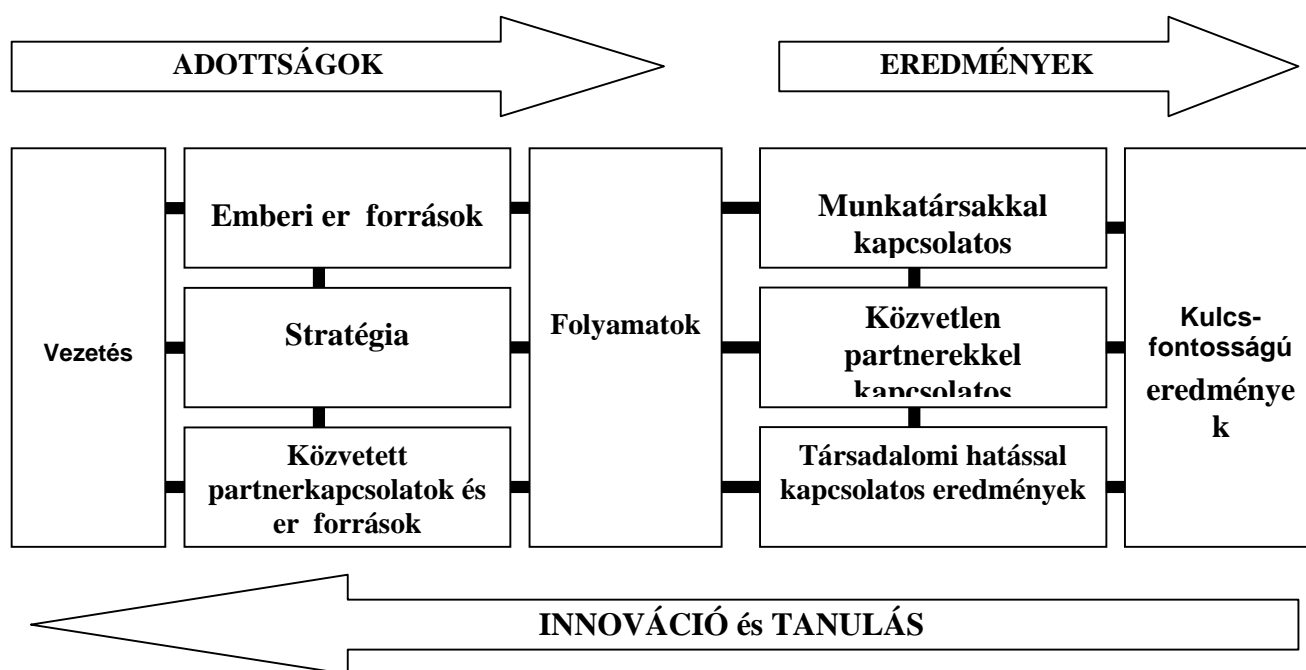 ADOTTSÁGOK
EREDMÉNYEK
Vezetés
Emberi er források
Stratégia
Közvetett
partnerkapcsolatok és
er források
Folyamatok
Munkatársakkal
kapcsolatos
Közvetlen
partnerekkel
kapcsolatos
Társadalomi hatással
kapcsolatos eredmények
Kulcs-
fontosságú
eredménye
k
INNOVÁCIÓ és TANULÁS